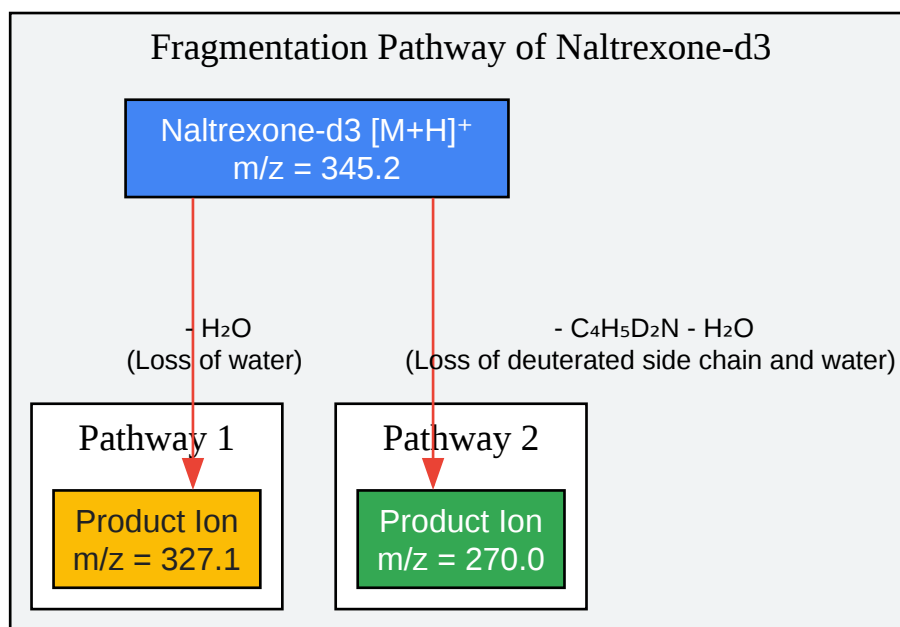 Fragmentation Pathway of Naltrexone-d3
Naltrexone-d3 [M+H]⁺
m/z = 345.2
- H₂O
(Loss of water)
- C₄H₅D₂N - H₂O
(Loss of deuterated side chain and water)
Pathway 1
Product Ion
m/z = 327.1
Pathway 2
Product Ion
m/z = 270.0